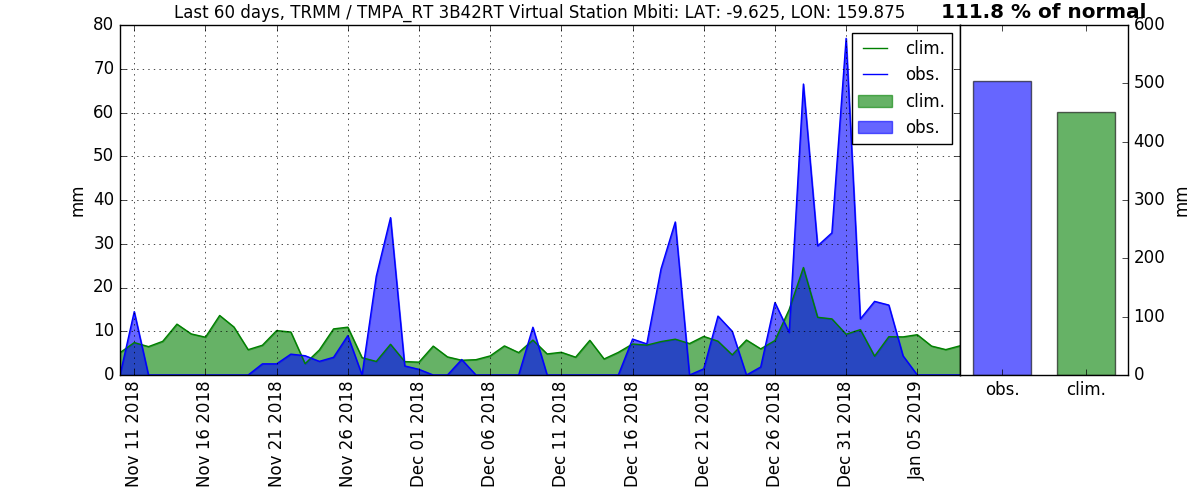 Last 60 days, TRMM / TMPA_RT 3B42RT Virtual Station Mbiti: LAT: -9.625, LON: 159.875
111.8 % of normal
80
70
60
50
40
30
20
10
0
mm
clim.
obs.
clim.
obs.
Nov 11 2018
Nov 16 2018
Nov 21 2018
Nov 26 2018
Dec 01 2018
Dec 06 2018
Dec 11 2018
Dec 16 2018
Dec 21 2018
Dec 26 2018
Dec 31 2018
Jan 05 2019
600
500
400
300
200
100
0
mm
obs.
clim.